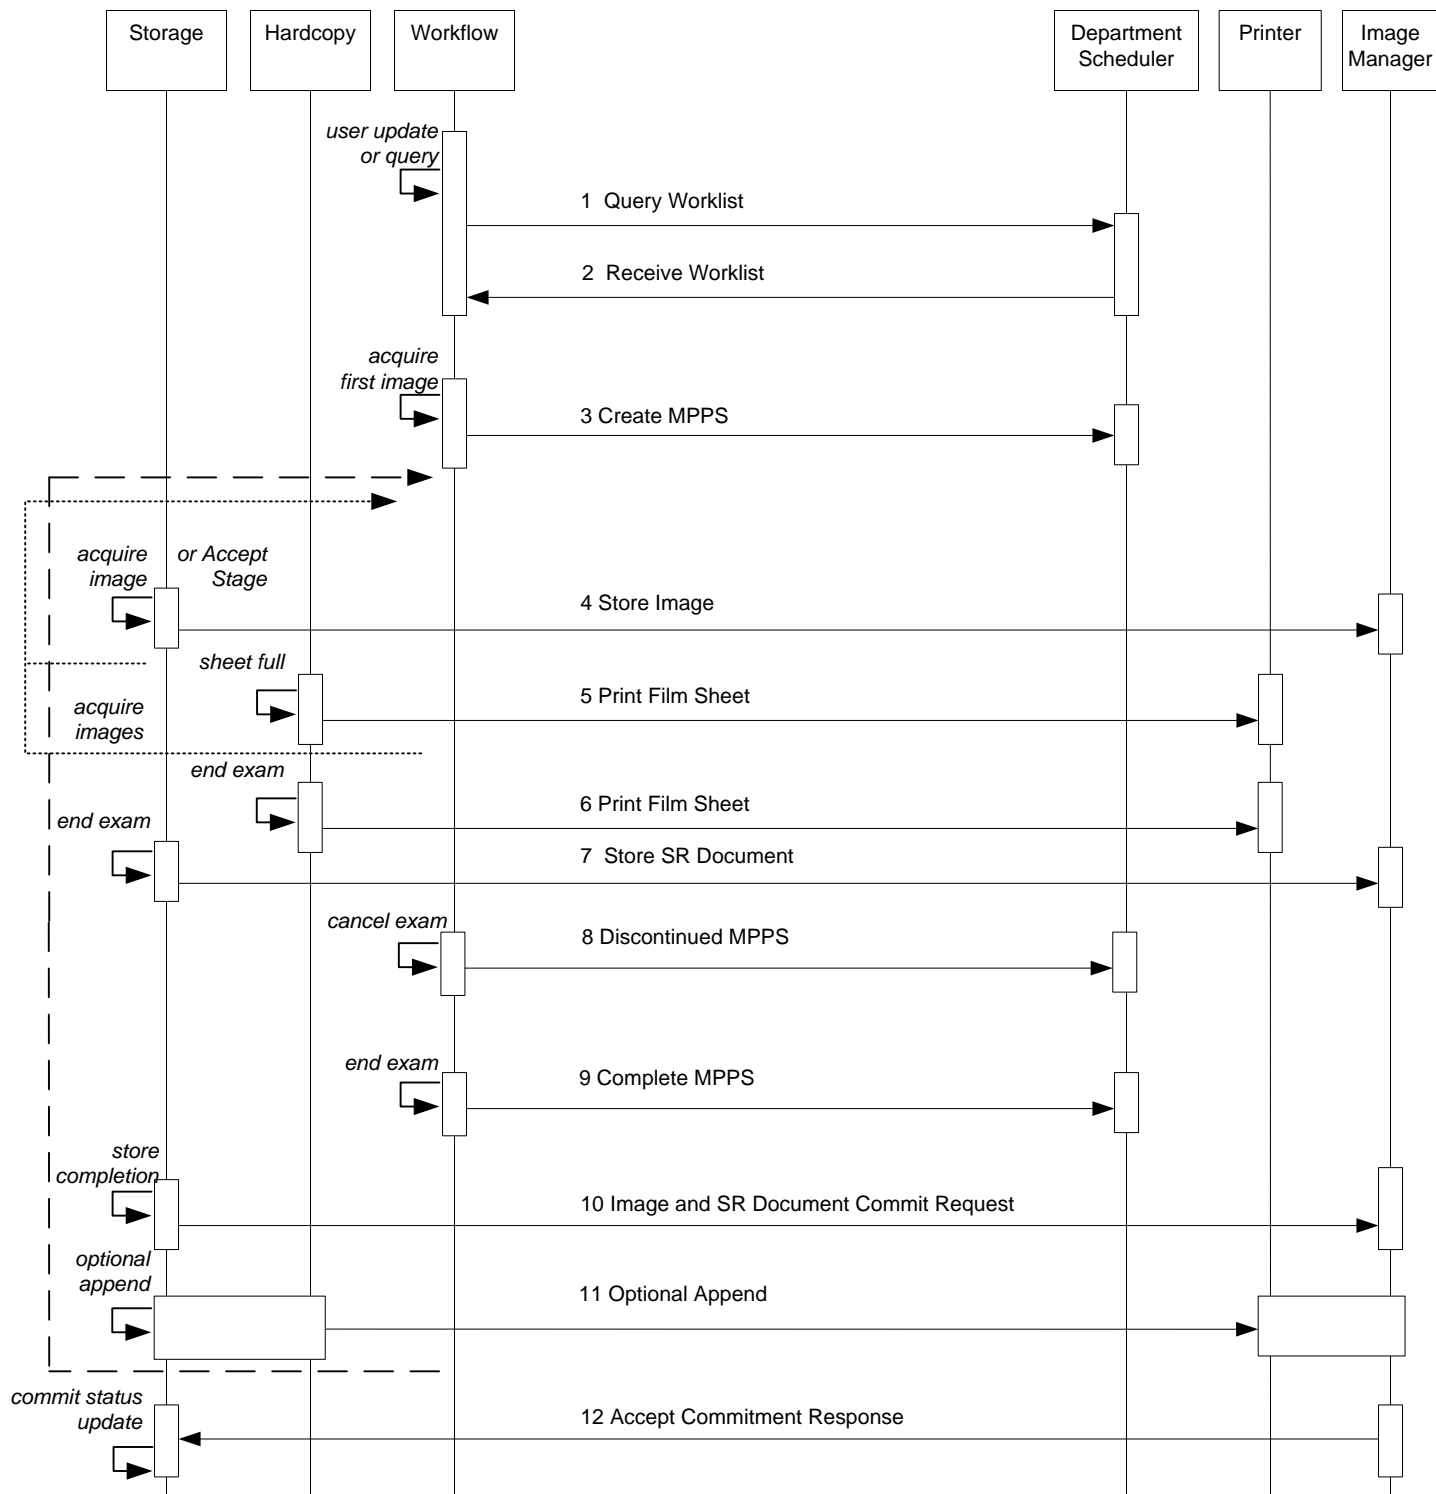 Storage
Hardcopy
Workflow
Department
Scheduler
Printer
Image
Manager
user update
or query
1 Query Worklist
2 Receive Worklist
acquire
first image
3 Create MPPS
acquire
image
or Accept
Stage
4 Store Image
sheet full
5 Print Film Sheet
acquire
images
end exam
6 Print Film Sheet
end exam
7 Store SR Document
cancel exam
8 Discontinued MPPS
end exam
9 Complete MPPS
store
completion
10 Image and SR Document Commit Request
optional
append
11 Optional Append
commit status
update
12 Accept Commitment Response